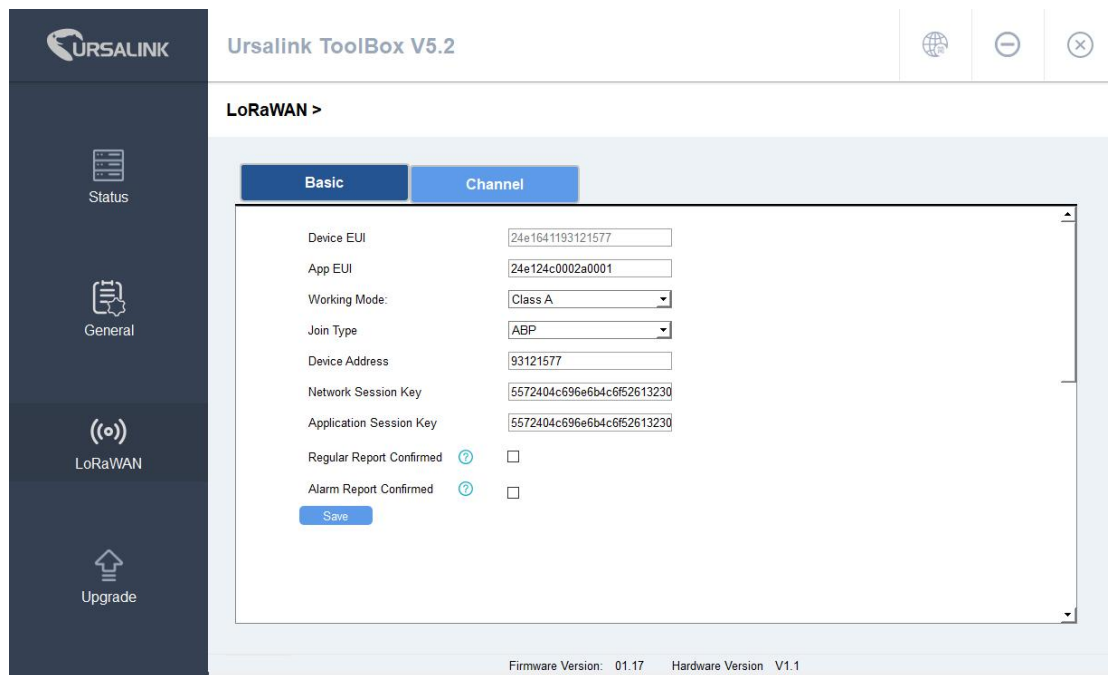 URSALINK
Ursalink ToolBox V5.2
LoRaWAN >
Status
General
LoRaWAN
Upgrade
Basic
Channel
Device EUI 24e1641193121577
App EUI 24e124c0002a0001
Working Mode: Class A
Join Type ABP
Device Address 93121577
Network Session Key 5572404c696e6b4c6f52613230
Application Session Key 5572404c696e6b4c6f52613230
Regular Report Confirmed ?
Alarm Report Confirmed ?
Save
Firmware Version: 01.17 Hardware Version V1.1